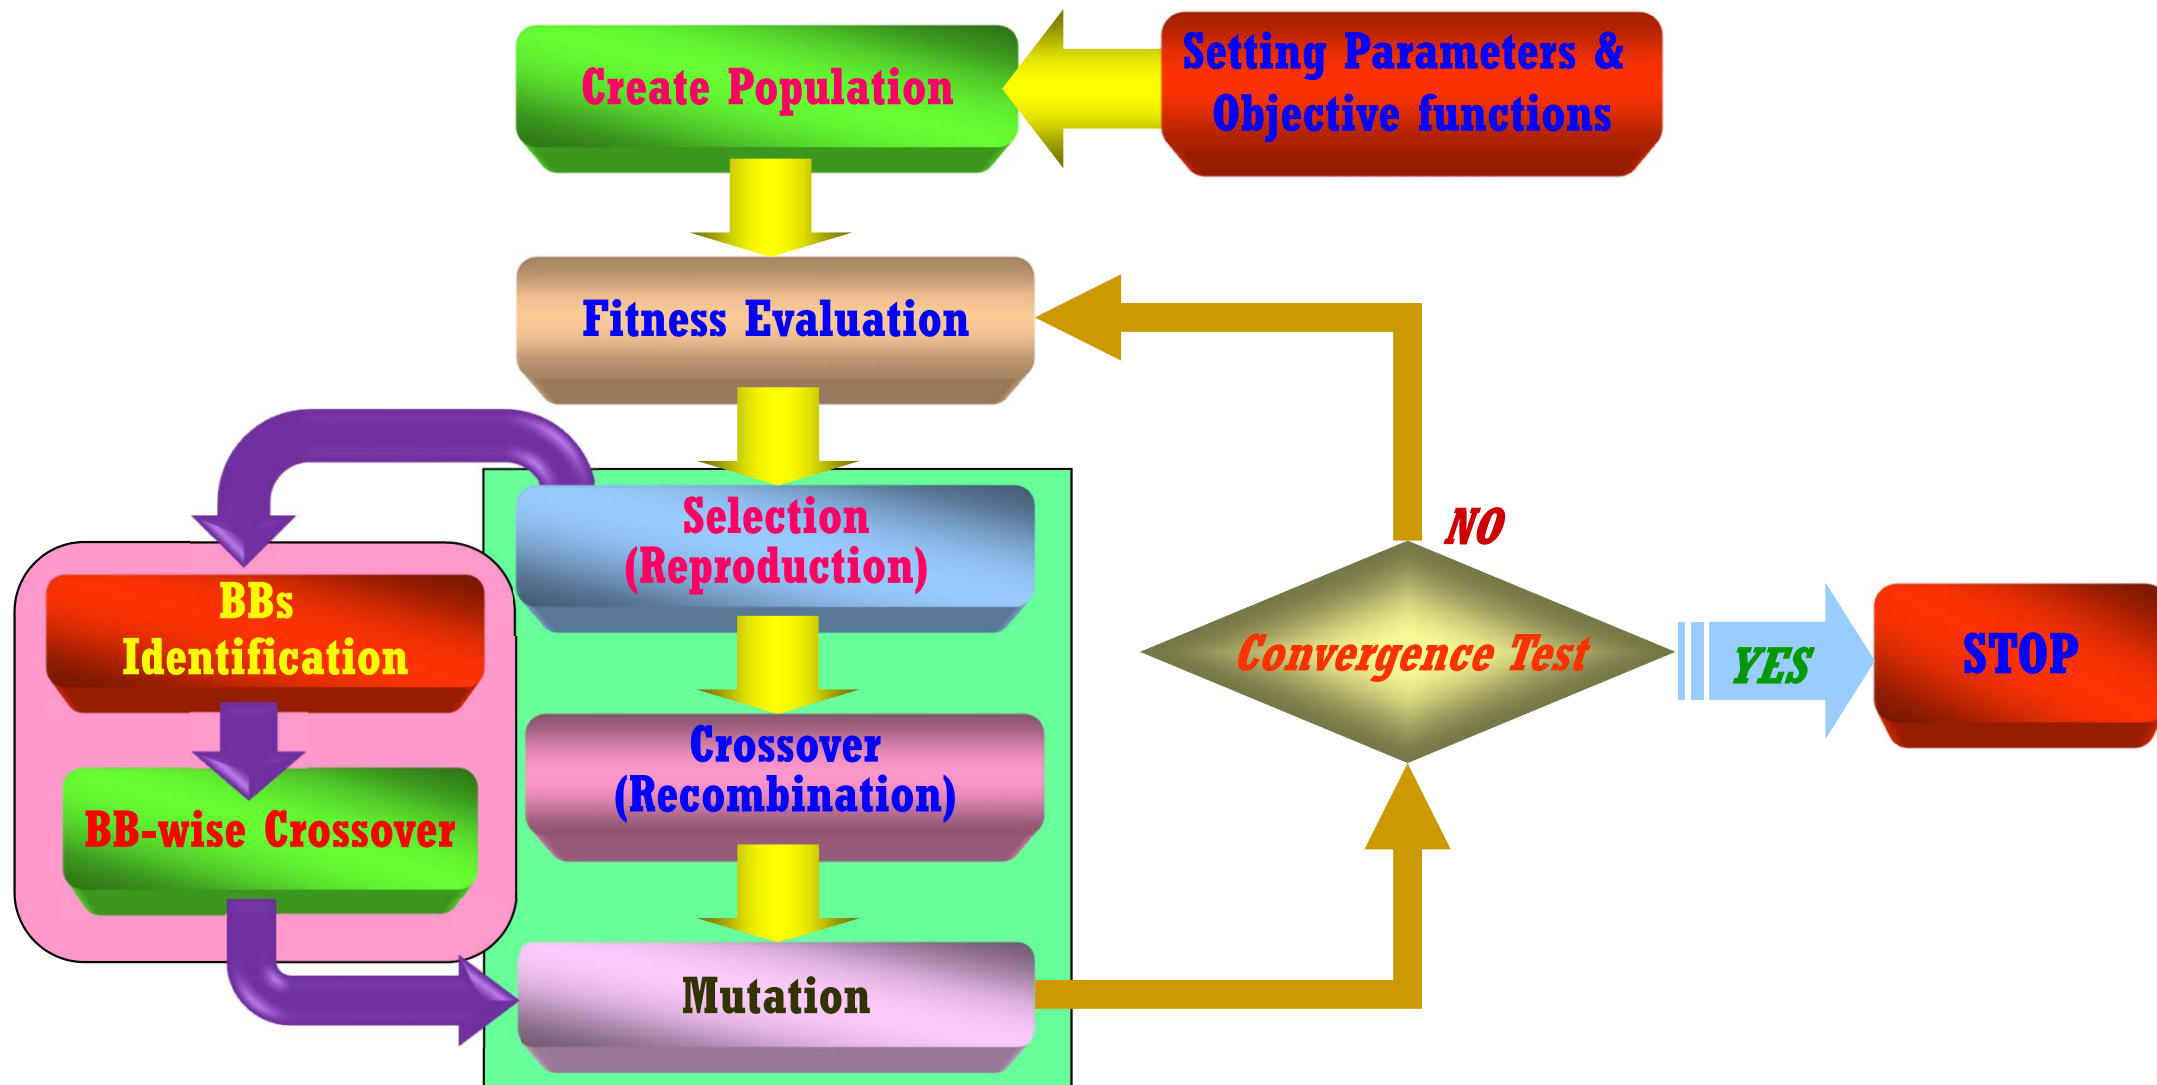 Create Population
Setting Parameters &
Objective functions
Fitness Evaluation
Selection
(Reproduction)
NO
BBs
Identification
Convergence Test
YES
STOP
Crossover
(Recombination)
BB-wise Crossover
Mutation